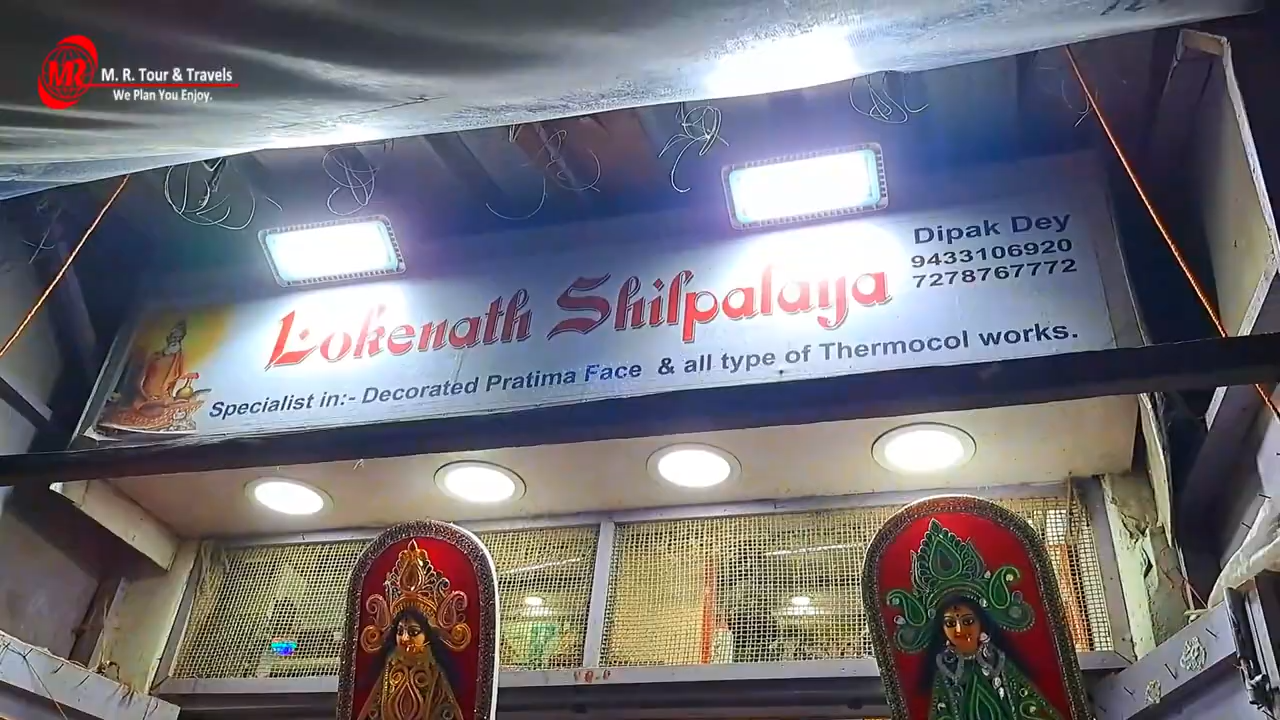 MR
M. R. Tour & Travels
We Plan You Enjoy.
Lokenath Shilpalaya
Dipak Dey
9433106920
7278767772
Specialist in:- Decorated Pratima Face & all type of Thermocol works.